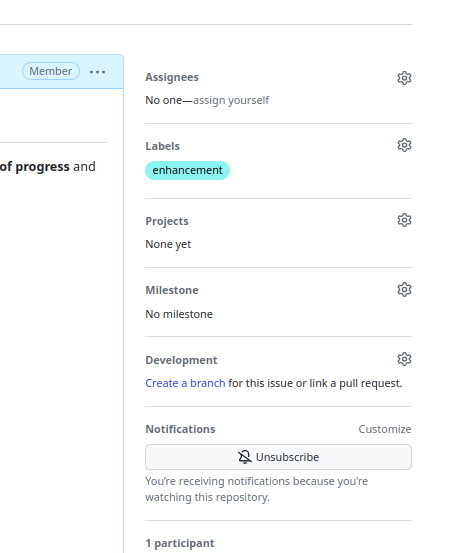 Member ...
of progress and
Assignees
No one—assign yourself
Labels
enhancement
Projects
None yet
Milestone
No milestone
Development
Create a branch for this issue or link a pull request.
Notifications Customize
Unsubscribe
You're receiving notifications because you're
watching this repository.
1 participant